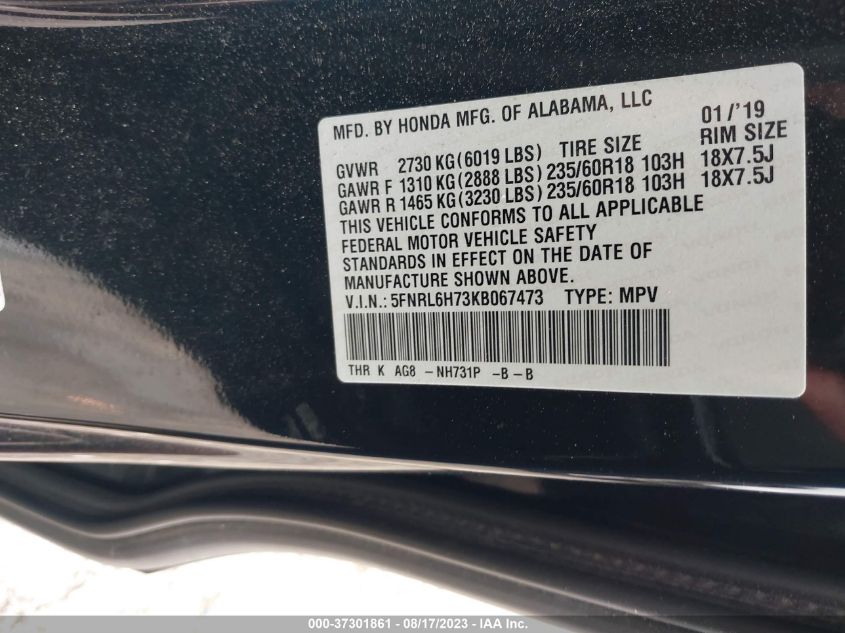 MFD. BY HONDA MFG. OF ALABAMA, LLC 01/'19
GVWR 2730 KG(6019 LBS) TIRE SIZE RIM SIZE
GAWR F 1310 KG(2888 LBS) 235/60R18 103H 18X7.5J
GAWR R 1465 KG(3230 LBS) 235/60R18 103H 18X7.5J
THIS VEHICLE CONFORMS TO ALL APPLICABLE
FEDERAL MOTOR VEHICLE SAFETY
STANDARDS IN EFFECT ON THE DATE OF
MANUFACTURE SHOWN ABOVE.
V.I.N.: 5FNRL6H73KB067473 TYPE: MPV
THR K AG8 -NH731P -B-B
000-37301861 - 08/17/2023 - Copyright © IAA, Inc.